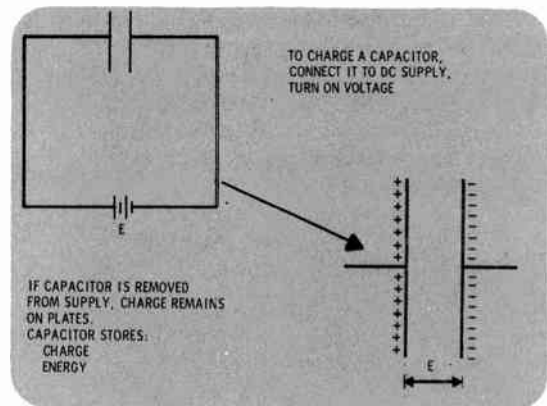 TO CHARGE A CAPACITOR,
CONNECT IT TO DC SUPPLY,
TURN ON VOLTAGE
E
IF CAPACITOR IS REMOVED
FROM SUPPLY, CHARGE REMAINS
ON PLATES.
CAPACITOR STORES:
CHARGE
ENERGY
E